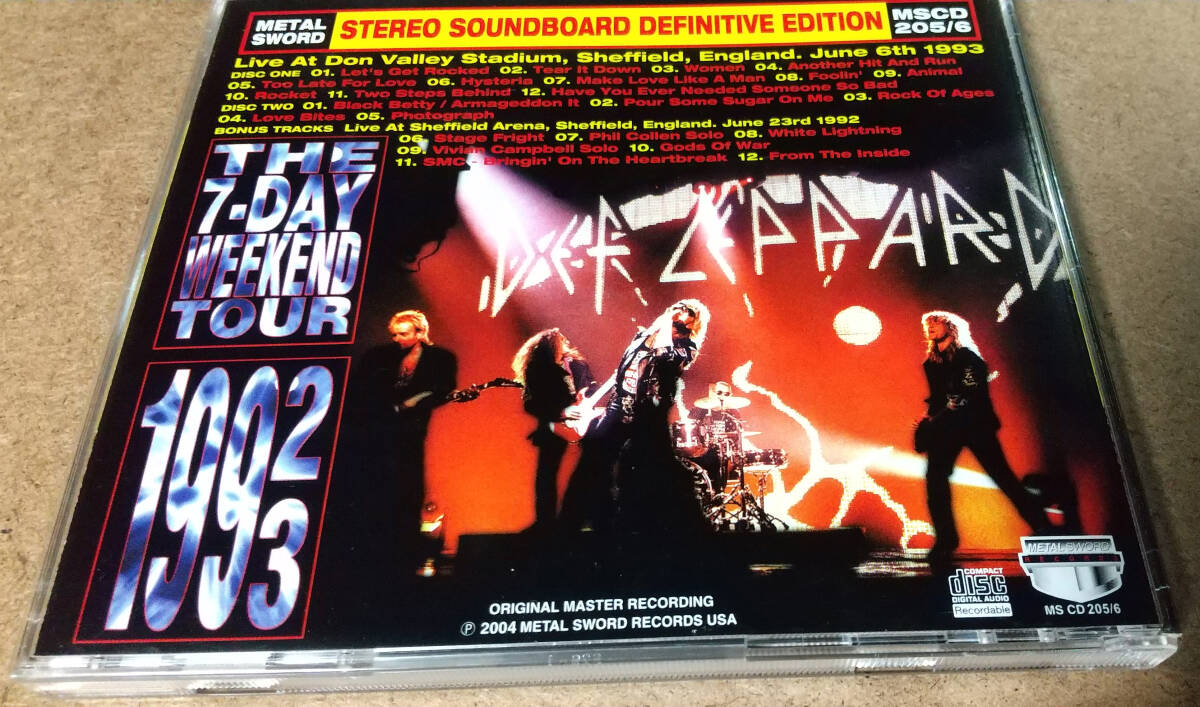 METAL SWORD
STEREO SOUNDBOARD DEFINITIVE EDITION
MSCD 205/6
Live At Don Valley Stadium, Sheffield, England. June 6th 1993
DISC ONE 01. Let's Get Rocked 02. Tear It Down 03. Women 04. Another Hit And Run
05. Too Late For Love 06. Hysteria 07. Make Love Like A Man 08. Foolin' 09. Animal
10. Rocket 11. Two Steps Behind 12. Have You Ever Needed Someone So Bad
DISC TWO 01. Black Betty / Armageddon It 02. Pour Some Sugar On Me 03. Rock Of Ages
04. Love Bites 05. Photograph
BONUS TRACKS Live At Sheffield Arena, Sheffield, England. June 23rd 1992
06. Stage Fright 07. Phil Collen Solo 08. White Lightning
09. Vivian Campbell Solo 10. Gods Of War
11. SMC - Bringin' On The Heartbreak 12. From The Inside
THE
7-DAY
WEEKEND
TOUR
DEF LEPPARD
1992
3
ORIGINAL MASTER RECORDING
℗ 2004 METAL SWORD RECORDS USA
COMPACT
disc
DIGITAL AUDIO
Recordable
METAL SWORD
RECORDS
MS CD 205/6